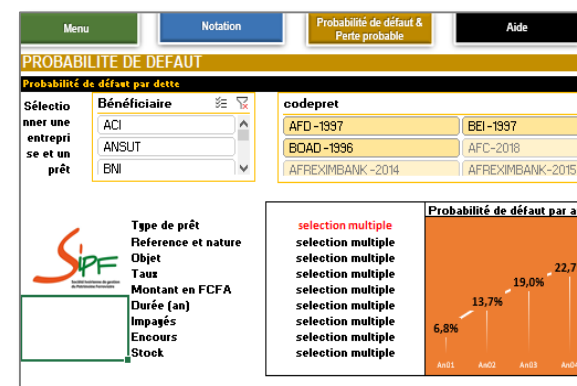 Menu
Notation
Probabilité de défaut &
Perte probable
Aide
PROBABILITE DE DEFAUT
Probabilité de défaut par dette
Sélectio
nner une
entrepri
se et un
prêt
Bénéficiaire
ACI
ANSUT
BNI
codepret
AFD -1997
BEI -1997
BOAD -1996
AFC-2018
AFREXIMBANK -2014
AFREXIMBANK -2015
Probabilité de défaut par a
Type de prêt selection multiple
Reference et nature selection multiple
Objet selection multiple
Taux selection multiple
Montant en FCFA selection multiple
Durée (an) selection multiple
Impayés selection multiple
Encours selection multiple
Stock selection multiple
SIPF
Société Ivoirienne de gestion
du Patrimoine Ferroviaire
6,8%
13,7%
19,0%
22,7
An01 An02 An03 An04